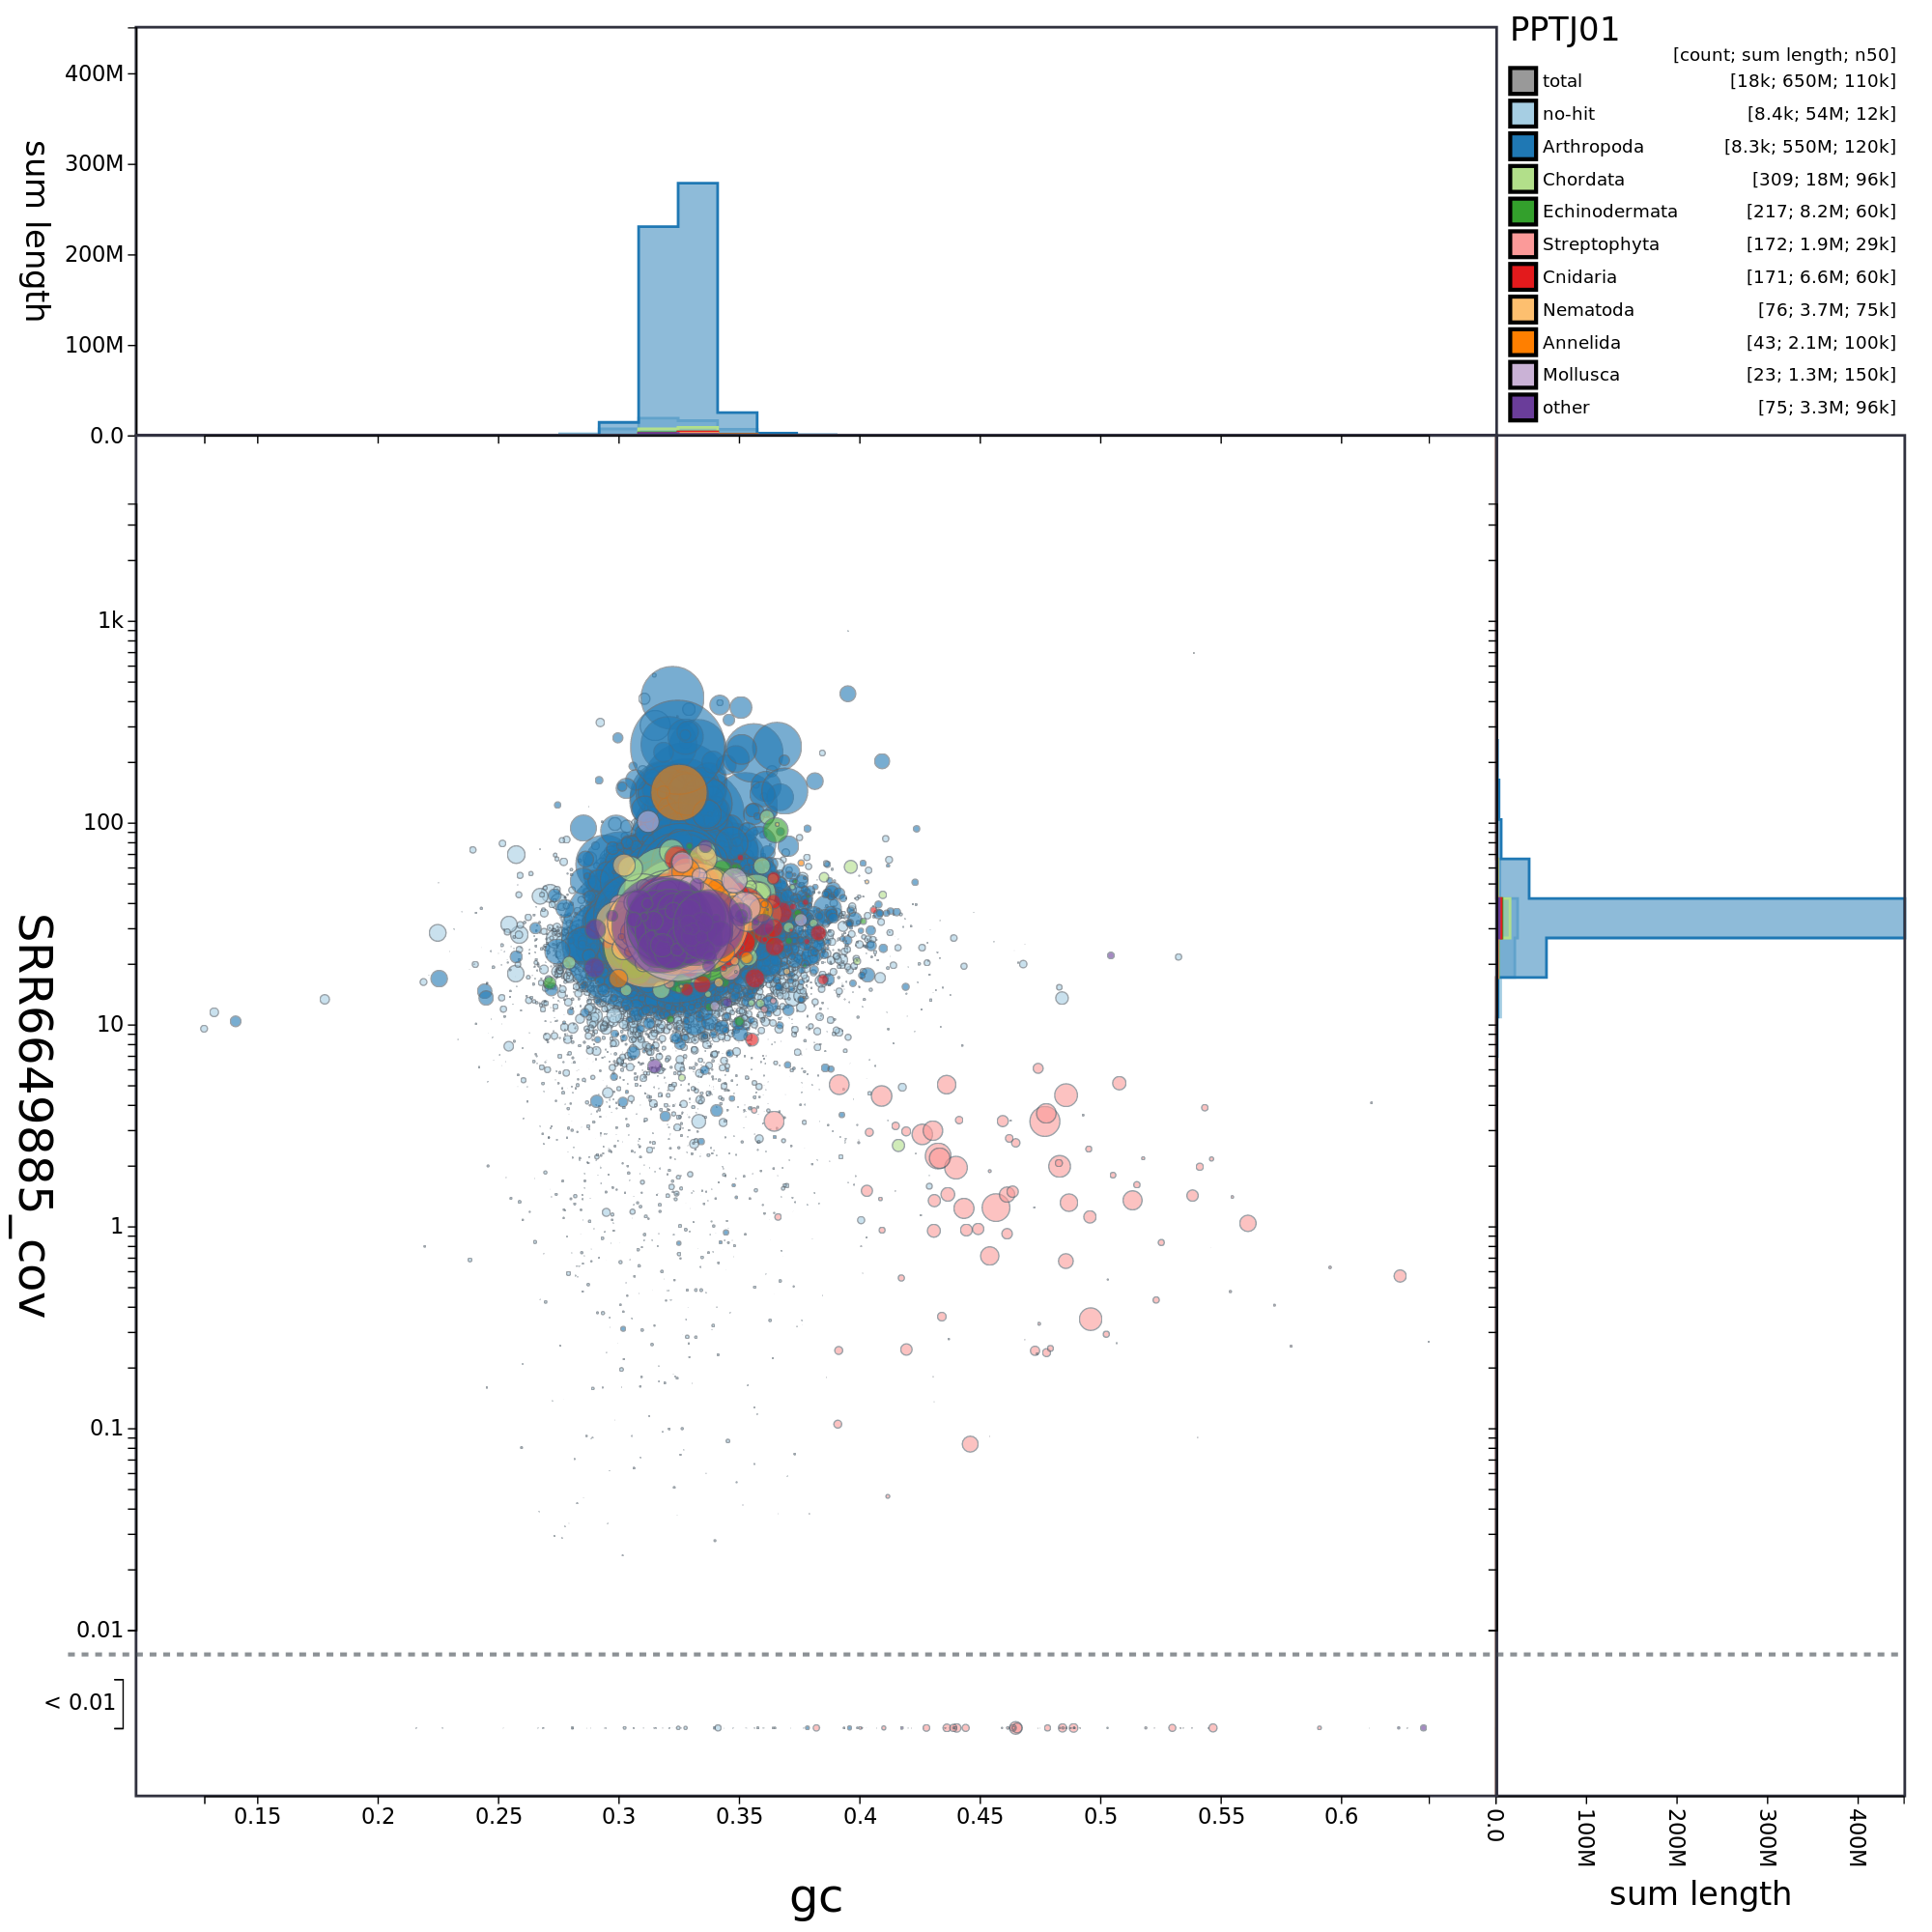 PPTJ01
[count; sum length; n50]
total [18k; 650M; 110k]
no-hit [8.4k; 54M; 12k]
Arthropoda [8.3k; 550M; 120k]
Chordata [309; 18M; 96k]
Echinodermata [217; 8.2M; 60k]
Streptophyta [172; 1.9M; 29k]
Cnidaria [171; 6.6M; 60k]
Nematoda [76; 3.7M; 75k]
Annelida [43; 2.1M; 100k]
Mollusca [23; 1.3M; 150k]
other [75; 3.3M; 96k]
sum length
400M
300M
200M
100M
0.0
SRR6649885_cov
1k
100
10
1
0.1
0.01
< 0.01
0.15 0.2 0.25 0.3 0.35 0.4 0.45 0.5 0.55 0.6
gc
0.0 100M 200M 300M 400M
sum length